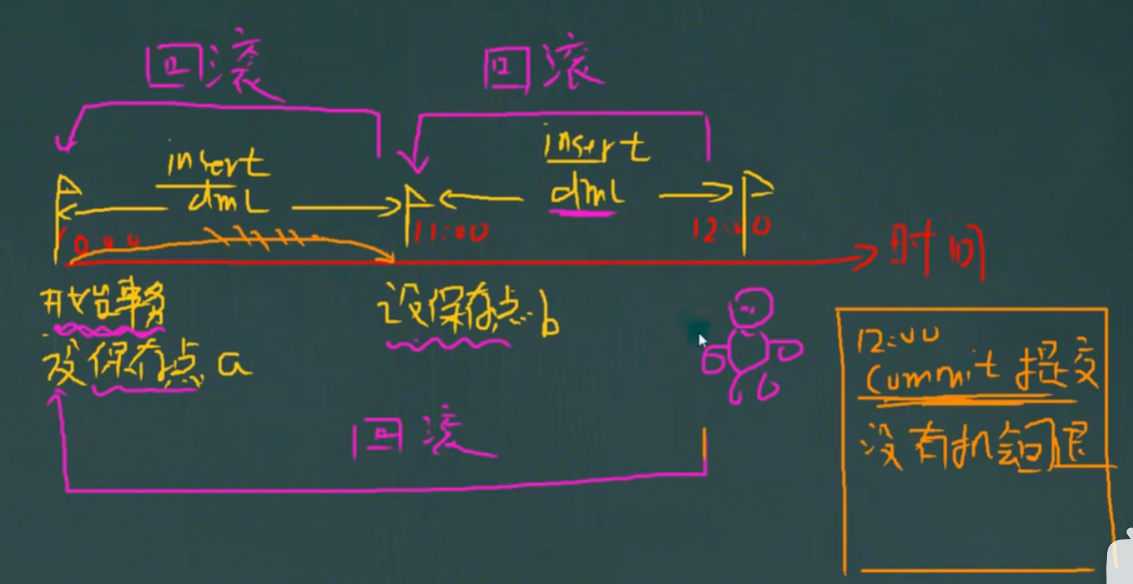 回滚
回滚
insert
dml
insert
dml
10:00
11:00
12:00
时间
开始事务
设保存点 a
设保存点 b
回滚
12:00
commit 提交
没有机会回退